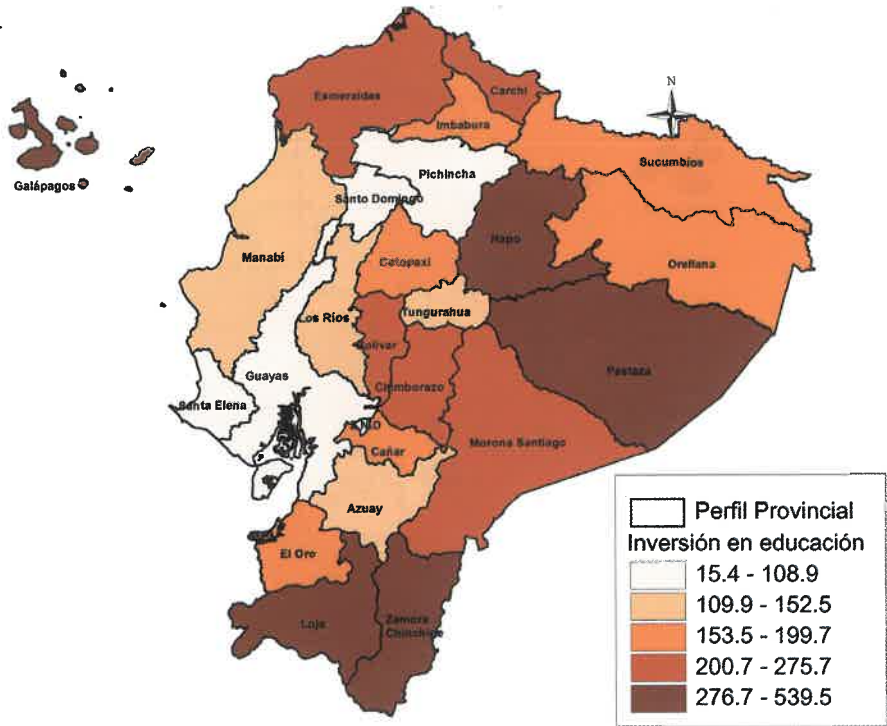 Esmeraldas
Carchi
N
Imbabura
Sucumbíos
Pichincha
Galápagos
Santo Domingo
Napo
Manabí
Cotopaxi
Orellana
Los Ríos
Tungurahua
Bolívar
Pastaza
Guayas
Chimborazo
Santa Elena
Morona Santiago
Cañar
Azuay
El Oro
Loja
Zamora
Chinchipe
Perfil Provincial
Inversión en educación
15.4 - 108.9
109.9 - 152.5
153.5 - 199.7
200.7 - 275.7
276.7 - 539.5